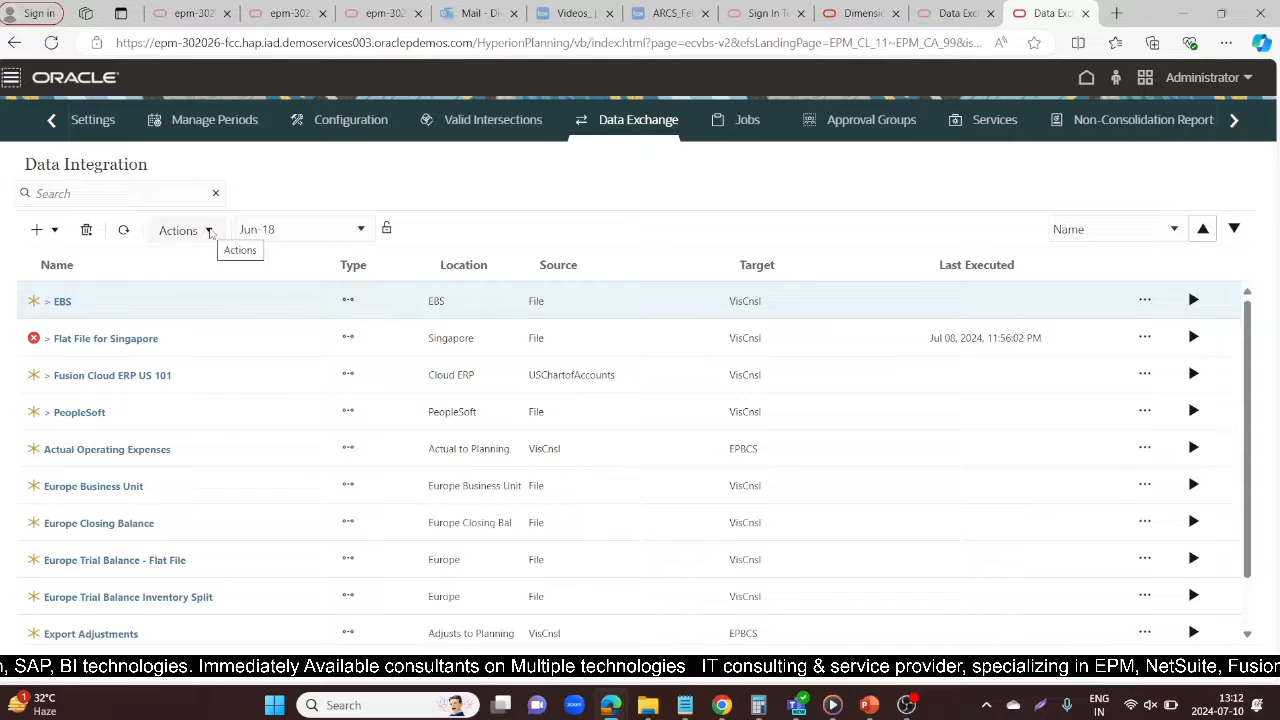 Sign in epm-302 epm-302 epm-302 Mail - Di Videos_ ARCS_Fe Sign In T Dimensio Data Exc Data Exc
https://epm-302026-fcc.hap.iad.demoservices003.oraclepdemos.com/HyperionPlanning/vb/index.html?page=ecvbs-v2&efsLandingPage=EPM_CL_11~EPM_CA_99&is...
ORACLE Administrator
Settings Manage Periods Configuration Valid Intersections Data Exchange Jobs Approval Groups Services Non-Consolidation Report
Data Integration
Search
Actions Jun-18 Name
Actions
Name Type Location Source Target Last Executed
> EBS EBS File VisCnsl ...
> Flat File for Singapore Singapore File VisCnsl Jul 08, 2024, 11:56:02 PM ...
> Fusion Cloud ERP US 101 Cloud ERP USChartofAccounts VisCnsl ...
> PeopleSoft PeopleSoft File VisCnsl ...
Actual Operating Expenses Actual to Planning VisCnsl EPBCS ...
Europe Business Unit Europe Business Unit File VisCnsl ...
Europe Closing Balance Europe Closing Bal File VisCnsl ...
Europe Trial Balance - Flat File Europe File VisCnsl ...
Europe Trial Balance Inventory Split Europe File VisCnsl ...
Export Adjustments Adjusts to Planning VisCnsl EPBCS ...
, SAP, BI technologies. Immediately Available consultants on Multiple technologies IT consulting & service provider, specializing in EPM, NetSuite, Fusion
1 32°C Search ENG 13:12
Haze NEW IN 2024-07-10